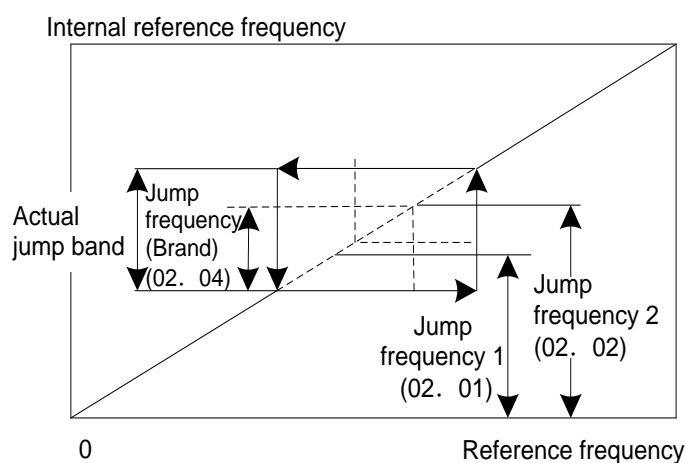 Internal reference frequency
Jump
frequency
(Brand)
(02. 04)
Actual
jump band
Jump
frequency 1
(02. 01)
Jump
frequency 2
(02. 02)
0
Reference frequency